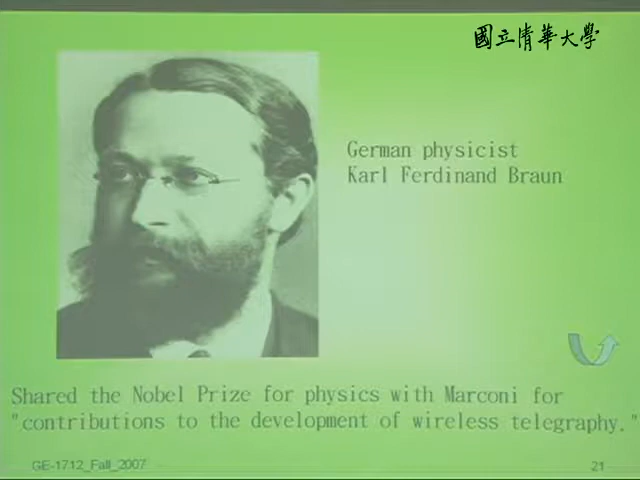 國立清華大學
German physicist
Karl Ferdinand Braun
Shared the Nobel Prize for physics with Marconi for
"contributions to the development of wireless telegraphy."
GE-1712_Fall_2007
21